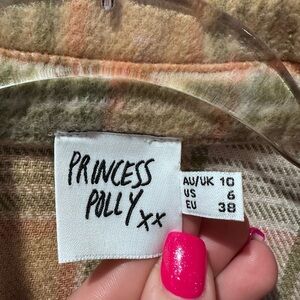 PRINCESS
POLLY xx
AU/UK 10
US 6
EU 38